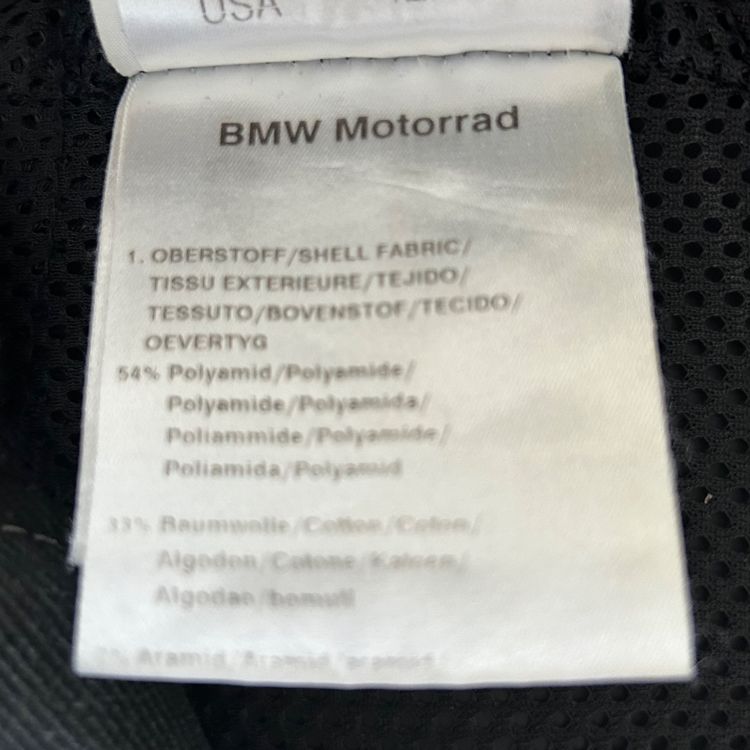 USA
BMW Motorrad
1. OBERSTOFF/SHELL FABRIC/
TISSU EXTERIEURE/TEJIDO/
TESSUTO/BOVENSTOF/TECIDO/
OEVERTYG
54% Polyamid/Polyamide/
Polyamide/Polyamida/
Poliammide/Polyamide/
Poliamida/Polyamid
33% Baumwolle/Cotton/Coton/
Algodon/Cotone/Katoen/
Algodao/bomull
Aramid/Aramid/